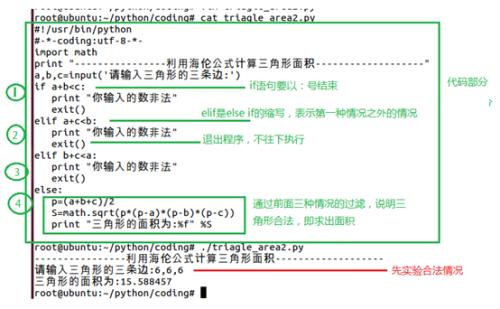 root@ubuntu:~/python/coding# cat triagle_area2.py
#!/usr/bin/python
#-*-coding:utf-8-*-
import math
print "---------------利用海伦公式计算三角形面积-------------------"
a,b,c=input('请输入三角形的三条边:')
if a+b<c:
if语句要以：号结束
代码部分
① print "你输入的数非法"
exit()
elif是else if的缩写，表示第一种情况之外的情况
elif a+c<b:
② print "你输入的数非法"
exit()
退出程序，不往下执行
elif b+c<a:
③ print "你输入的数非法"
exit()
else:
④ p=(a+b+c)/2
通过前面三种情况的过滤，说明三
S=math.sqrt(p*(p-a)*(p-b)*(p-c))
角形合法，即求出面积
print "三角形的面积为:%f" %S
root@ubuntu:~/python/coding# ./triagle_area2.py
---------------利用海伦公式计算三角形面积-------------------
请输入三角形的三条边:6,6,6
先实验合法情况
三角形的面积为:15.588457
root@ubuntu:~/python/coding#